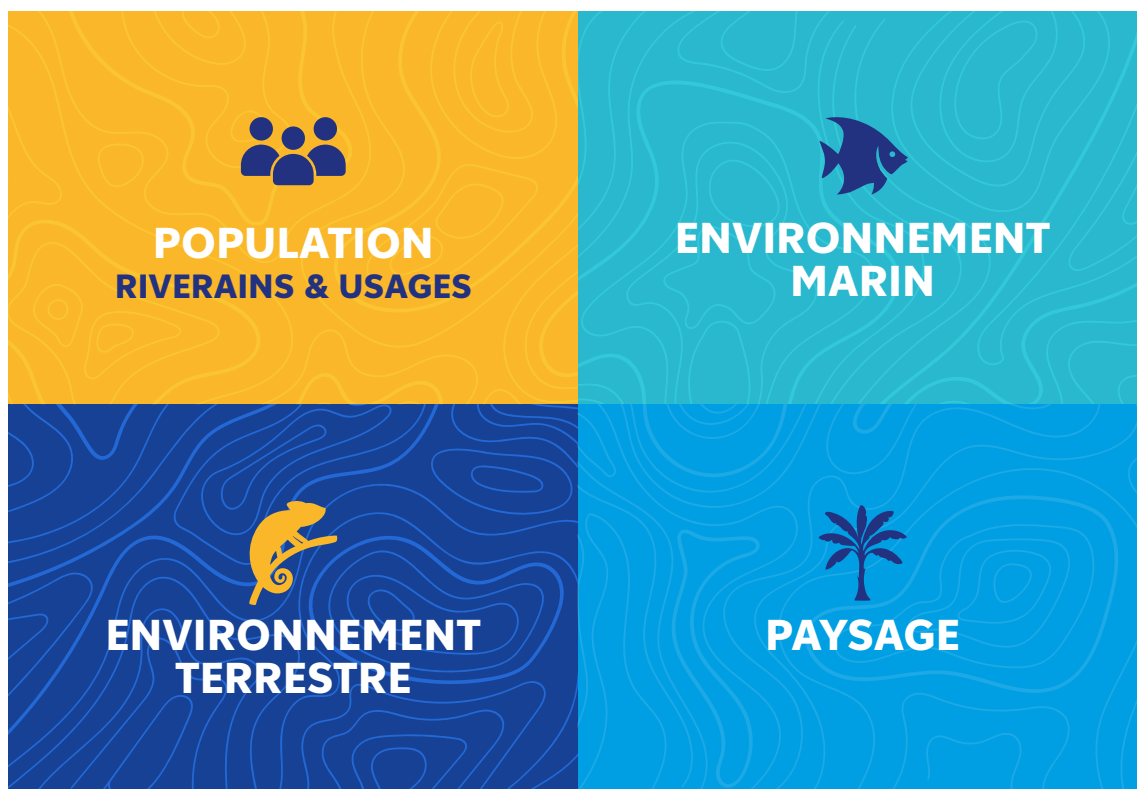 POPULATION
RIVERAINS & USAGES
ENVIRONNEMENT
MARIN
ENVIRONNEMENT
TERRESTRE
PAYSAGE